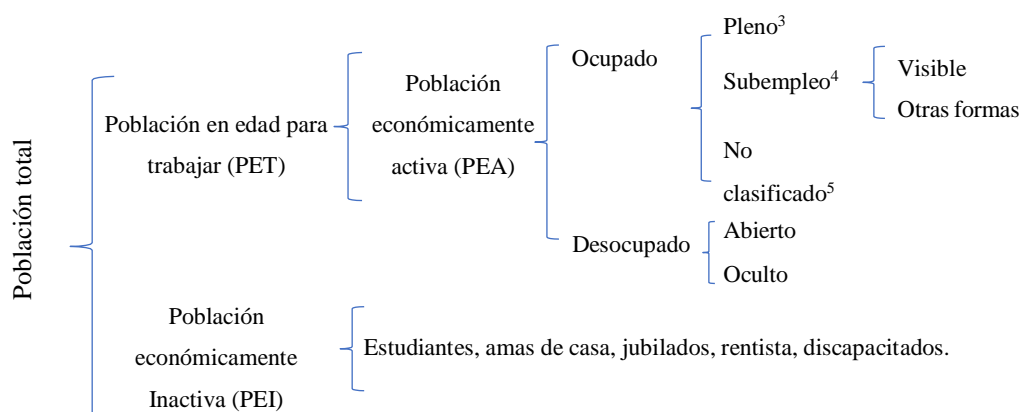 Población total
Población en edad para
trabajar (PET)
Población
económicamente
activa (PEA)
Ocupado
Pleno³
Subempleo⁴
Visible
Otras formas
No
clasificado⁵
Desocupado
Abierto
Oculto
Población
económicamente
Inactiva (PEI)
Estudiantes, amas de casa, jubilados, rentista, discapacitados.